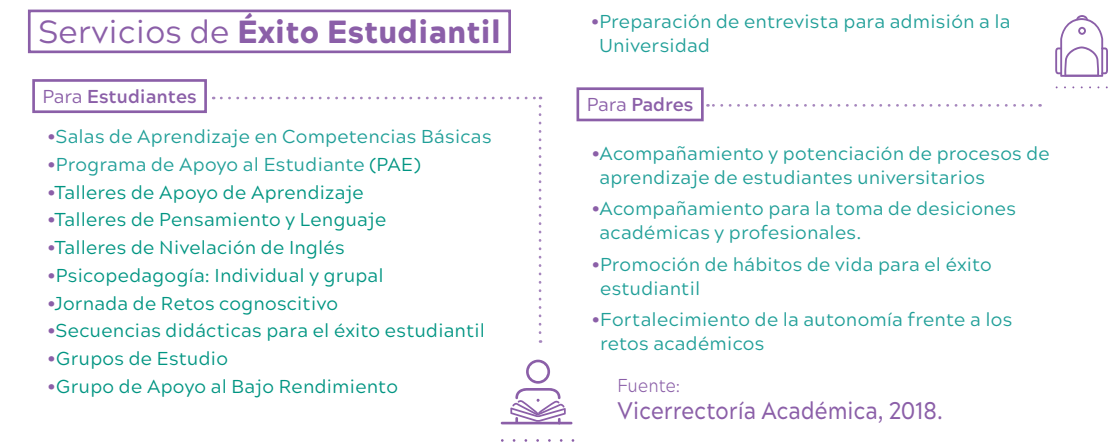 Servicios de Éxito Estudiantil
Para Estudiantes
•Salas de Aprendizaje en Competencias Básicas
•Programa de Apoyo al Estudiante (PAE)
•Talleres de Apoyo de Aprendizaje
•Talleres de Pensamiento y Lenguaje
•Talleres de Nivelación de Inglés
•Psicopedagogía: Individual y grupal
•Jornada de Retos cognoscitivo
•Secuencias didácticas para el éxito estudiantil
•Grupos de Estudio
•Grupo de Apoyo al Bajo Rendimiento
•Preparación de entrevista para admisión a la
Universidad
Para Padres
•Acompañamiento y potenciación de procesos de
aprendizaje de estudiantes universitarios
•Acompañamiento para la toma de desiciones
académicas y profesionales.
•Promoción de hábitos de vida para el éxito
estudiantil
•Fortalecimiento de la autonomía frente a los
retos académicos
Fuente:
Vicerrectoría Académica, 2018.